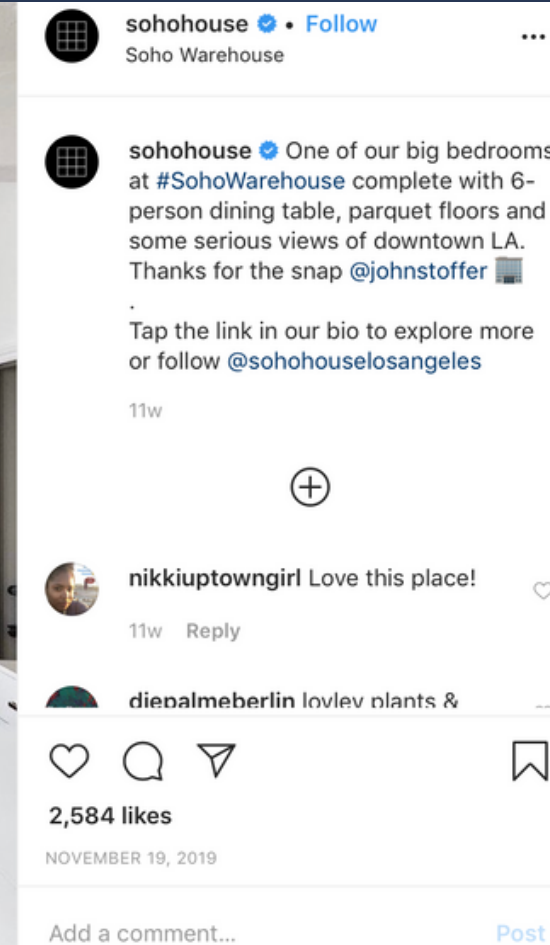 sohohouse • Follow
Soho Warehouse
sohohouse One of our big bedrooms
at #SohoWarehouse complete with 6-
person dining table, parquet floors and
some serious views of downtown LA.
Thanks for the snap @johnstoffer 🏢
.
Tap the link in our bio to explore more
or follow @sohohouselosangeles
11w
nikkiuptowngirl Love this place!
11w Reply
diepalmeberlin lovley plants &
2,584 likes
NOVEMBER 19, 2019
Add a comment... Post